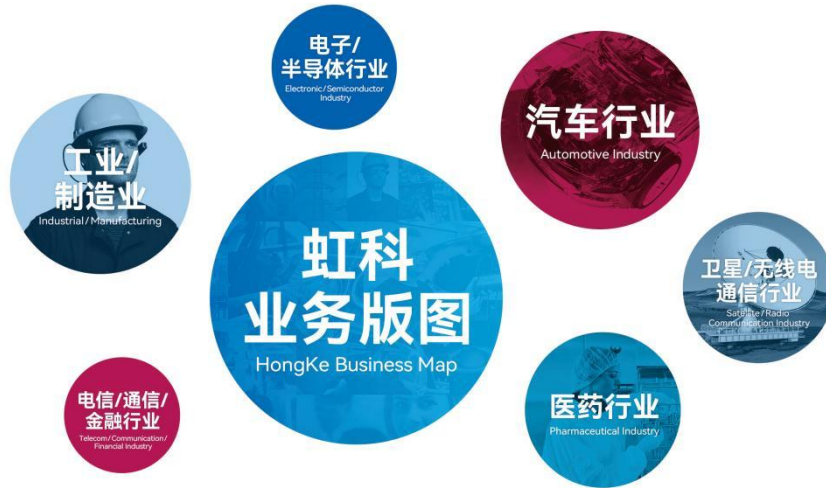 电子/
半导体行业
Electronic/Semiconductor
Industry
汽车行业
Automotive Industry
工业/
制造业
Industrial/Manufacturing
虹科
业务版图
HongKe Business Map
卫星/无线电
通信行业
Satellite/Radio
Communication Industry
电信/通信/
金融行业
Telecom/Communication/
Financial Industry
医药行业
Pharmaceutical Industry